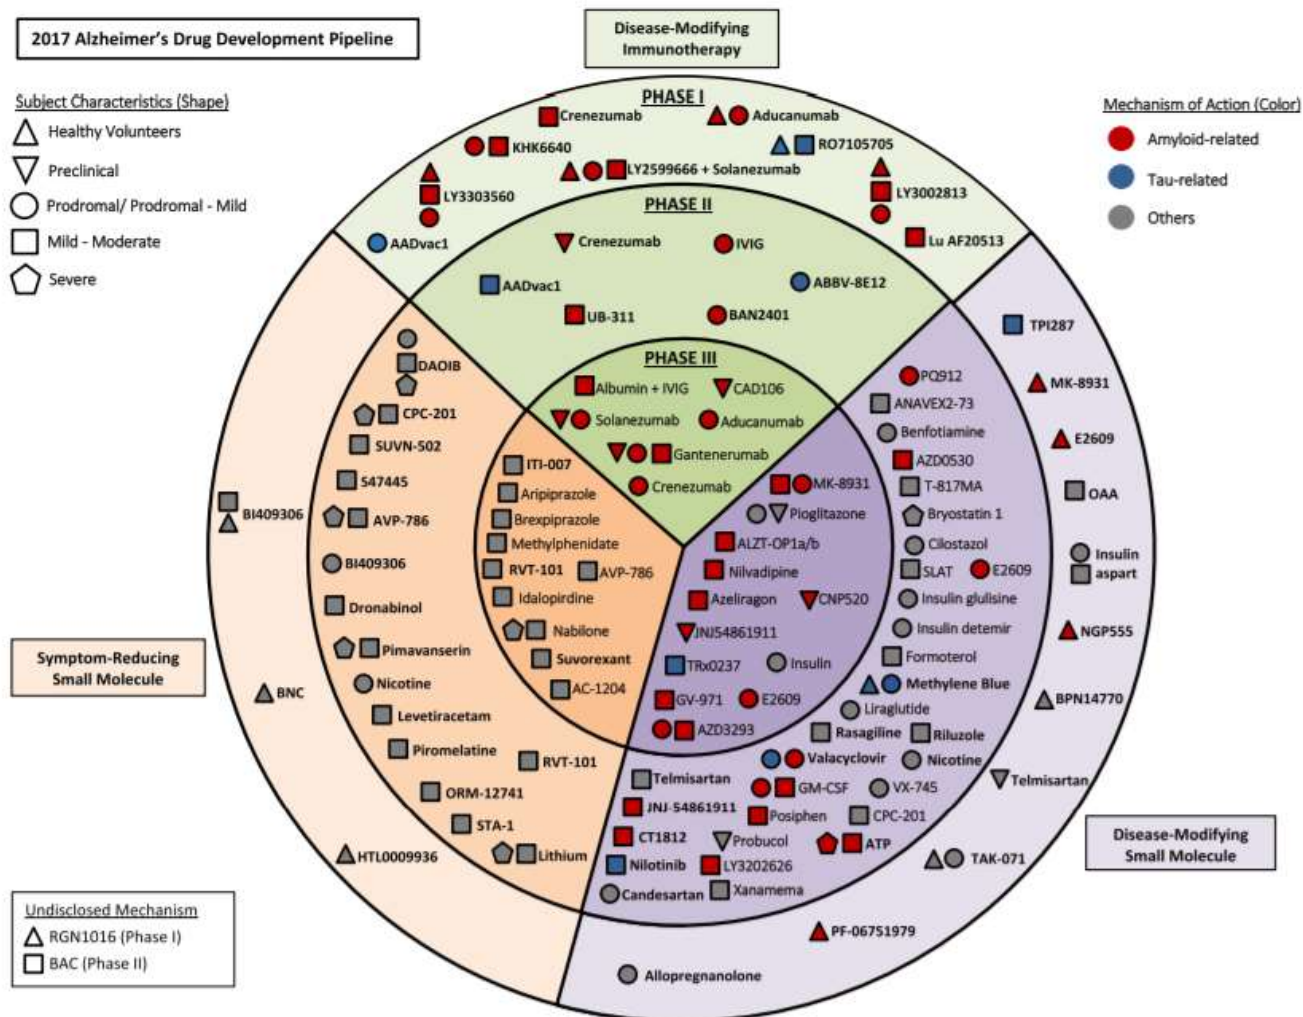 2017 Alzheimer's Drug Development Pipeline
Disease-Modifying
Immunotherapy
Subject Characteristics (Shape)
Healthy Volunteers
Preclinical
Prodromal/ Prodromal - Mild
Mild - Moderate
Severe
Mechanism of Action (Color)
Amyloid-related
Tau-related
Others
PHASE I
Crenezumab
Aducanumab
KHK6640
RO7105705
LY2599666 + Solanezumab
LY3303560
LY3002813
AADvac1
Lu AF20513
PHASE II
Crenezumab
IVIG
AADvac1
ABBV-8E12
UB-311
BAN2401
PHASE III
Albumin + IVIG
CAD106
Solanezumab
Aducanumab
Gantenerumab
Crenezumab
DAOIB
CPC-201
SUVN-502
S47445
AVP-786
BI409306
Dronabinol
Pimavanserin
Nicotine
Levetiracetam
Piromelatine
RVT-101
ORM-12741
STA-1
Lithium
ITI-007
Aripiprazole
Brexpiprazole
Methylphenidate
RVT-101
AVP-786
Idalopirdine
Nabilone
Suvorexant
AC-1204
BI409306
BNC
HTL0009936
Symptom-Reducing
Small Molecule
MK-8931
Pioglitazone
ALZT-OP1a/b
Nilvadipine
Azeliragon
CNP520
JNJ54861911
TRx0237
Insulin
GV-971
E2609
AZD3293
PQ912
ANAVEX2-73
Benfotiamine
AZD0530
T-817MA
Bryostatin 1
Cilostazol
SLAT
E2609
Insulin glulisine
Insulin detemir
Formoterol
Methylene Blue
Liraglutide
Rasagiline
Riluzole
Valacyclovir
Nicotine
Telmisartan
GM-CSF
VX-745
JNJ-54861911
Posiphen
CPC-201
CT1812
Probucol
ATP
Nilotinib
LY3202626
Candesartan
Xanamema
TPI287
MK-8931
E2609
OAA
Insulin
aspart
NGP555
BPN14770
Telmisartan
TAK-071
PF-06751979
Allopregnanolone
Disease-Modifying
Small Molecule
Undisclosed Mechanism
RGN1016 (Phase I)
BAC (Phase II)